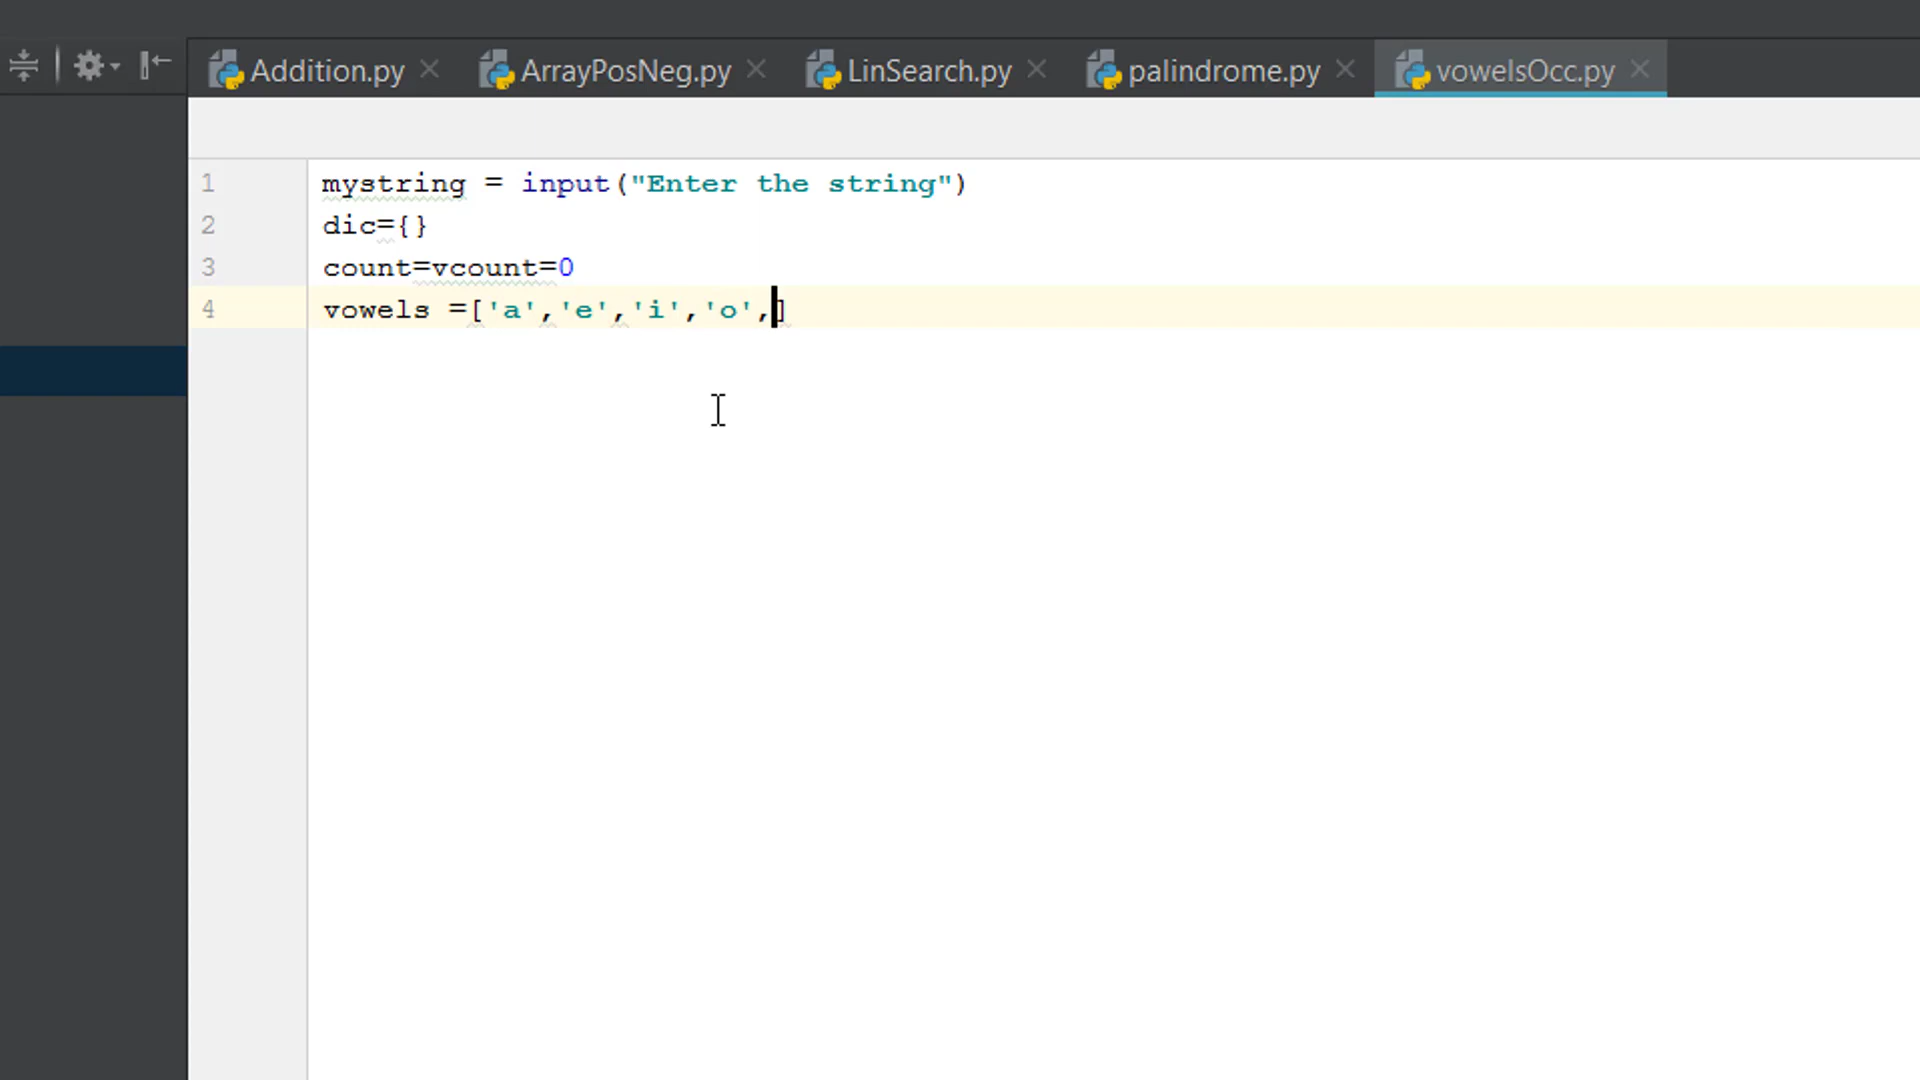 Addition.py ArrayPosNeg.py LinSearch.py palindrome.py vowelsOcc.py
1 mystring = input("Enter the string")
2 dic={}
3 count=vcount=0
4 vowels =['a','e','i','o',]